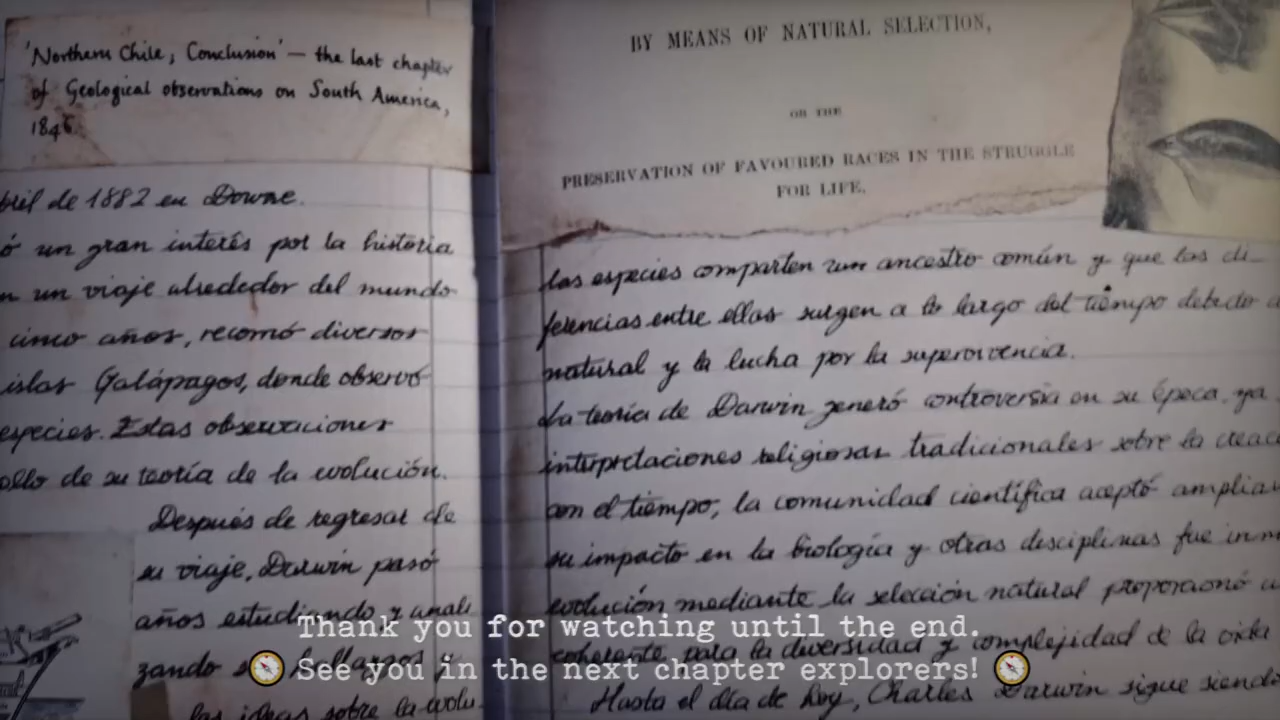 'Northern Chile, Conclusion' — the last chapter
of Geological observations on South America,
1846
bril de 1882 en Downe.
ó un gran interés por la historia
n un viaje alrededor del mundo
cinco años, recomó diversos
islas Galápagos, donde observó
especies. Estas observaciones
ollo de su teoría de la evolución.
Después de regresar de
su viaje, Darwin pasó
años estudiando y anali
zando s hallazgos y
las ideas sobre la evolu
BY MEANS OF NATURAL SELECTION,
OR THE
PRESERVATION OF FAVOURED RACES IN THE STRUGGLE
FOR LIFE.
las especies comparten un ancestro común y que las di-
ferencias entre ellas surgen a lo largo del tiempo debido a
natural y la lucha por la supervivencia.
La teoría de Darwin generó controversia en su época, ya
interpretaciones religiosas tradicionales sobre la creac
con el tiempo, la comunidad científica aceptó ampliam
su impacto en la biología y otras disciplinas fue inm
evolución mediante la selección natural proporcionó u
coherente para la diversidad y complejidad de la vida
Hasta el día de hoy, Charles Darwin sigue siendo
Thank you for watching until the end.
See you in the next chapter explorers!